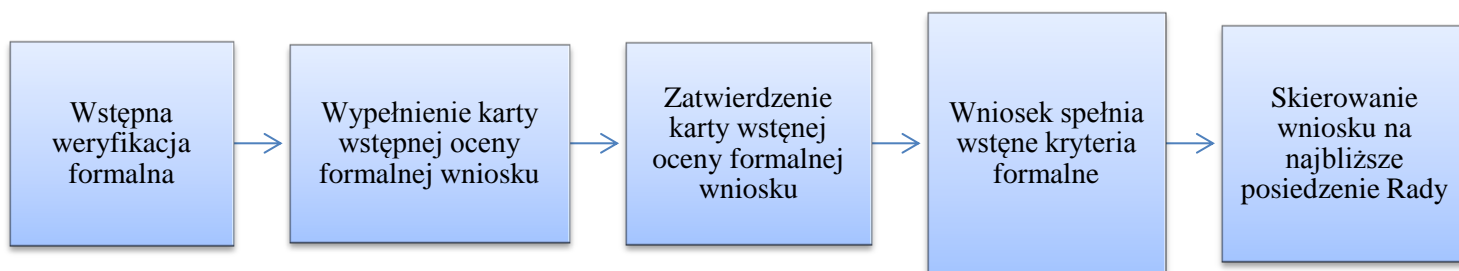 Wstępna
weryfikacja
formalna
Wypełnienie karty
wstępnej oceny
formalnej wniosku
Zatwierdzenie
karty wstęnej
oceny formalnej
wniosku
Wniosek spełnia
wstęne kryteria
formalne
Skierowanie
wniosku na
najbliższe
posiedzenie Rady